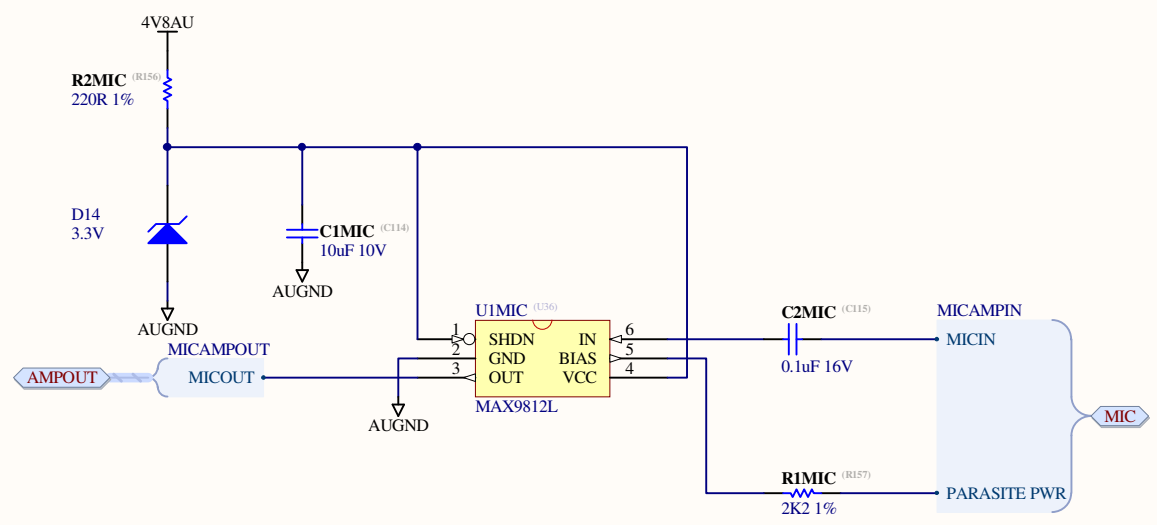 4V8AU
R2MIC (R156)
220R 1%
D14
3.3V
C1MIC (C114)
10uF 10V
AUGND
AUGND
U1MIC (U36)
C2MIC (C115)
MICAMPIN
1 SHDN IN 6
MICIN
MICAMPOUT
2 GND BIAS 5
0.1uF 16V
AMPOUT
MICOUT
3 OUT VCC 4
MAX9812L
AUGND
MIC
R1MIC (R157)
PARASITE PWR
2K2 1%